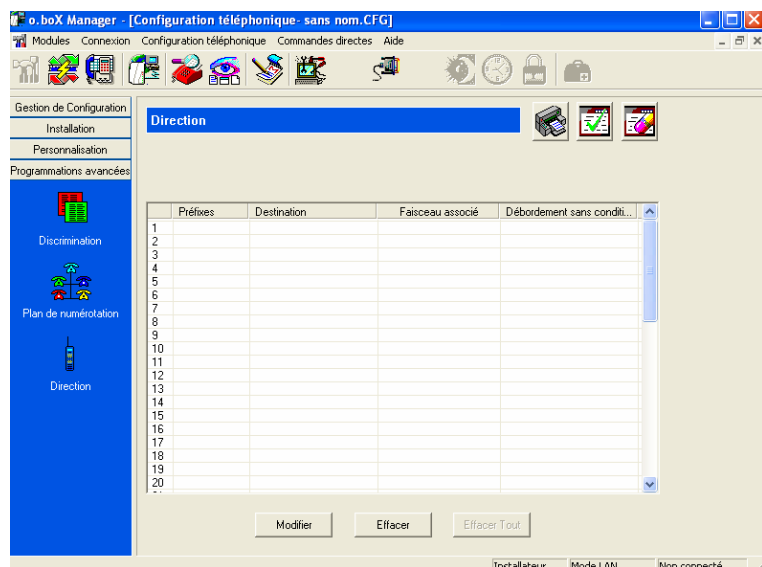 o.boX Manager - [Configuration téléphonique- sans nom.CFG]
Modules Connexion Configuration téléphonique Commandes directes Aide
Gestion de Configuration
Installation
Personnalisation
Programmations avancées
Discrimination
Plan de numérotation
Direction
Direction
Préfixes Destination Faisceau associé Débordement sans conditi...
1
2
3
4
5
6
7
8
9
10
11
12
13
14
15
16
17
18
19
20
Modifier Effacer Effacer Tout
Installateur Mode LAN Non connecté